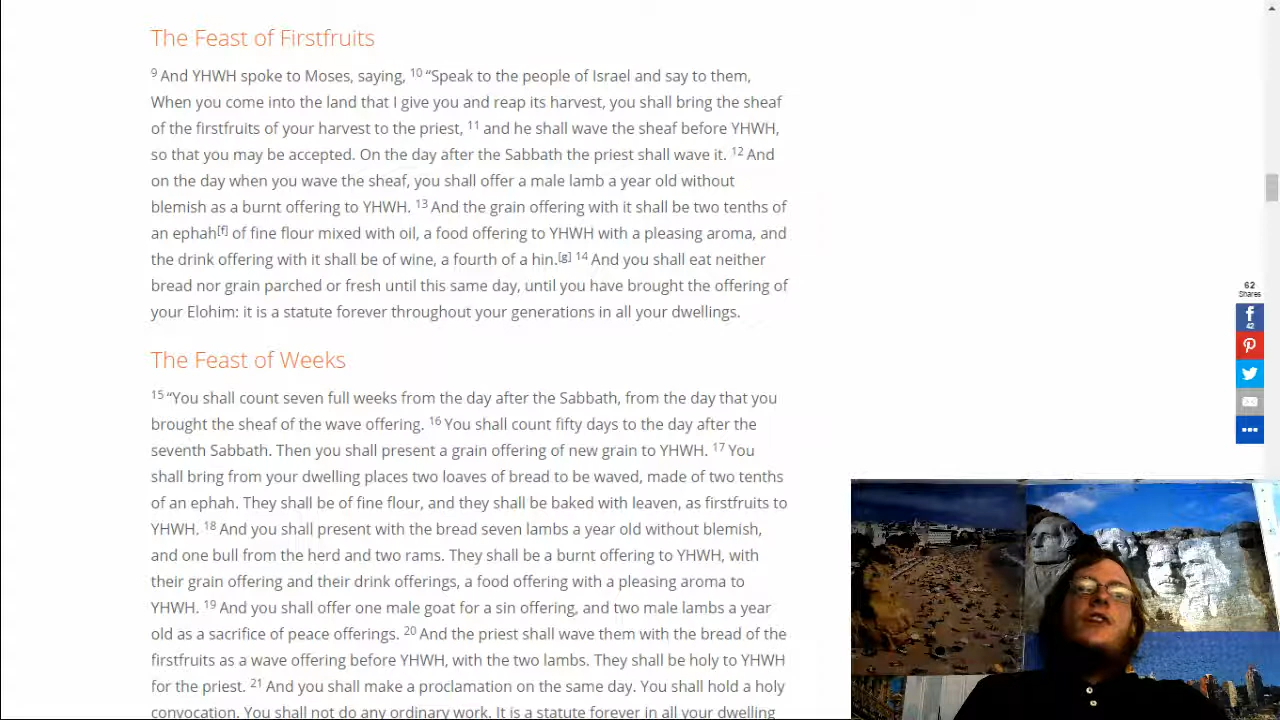 The Feast of Firstfruits
9 And YHWH spoke to Moses, saying, 10 “Speak to the people of Israel and say to them,
When you come into the land that I give you and reap its harvest, you shall bring the sheaf
of the firstfruits of your harvest to the priest, 11 and he shall wave the sheaf before YHWH,
so that you may be accepted. On the day after the Sabbath the priest shall wave it. 12 And
on the day when you wave the sheaf, you shall offer a male lamb a year old without
blemish as a burnt offering to YHWH. 13 And the grain offering with it shall be two tenths of
an ephah[f] of fine flour mixed with oil, a food offering to YHWH with a pleasing aroma, and
the drink offering with it shall be of wine, a fourth of a hin.[g] 14 And you shall eat neither
bread nor grain parched or fresh until this same day, until you have brought the offering of
your Elohim: it is a statute forever throughout your generations in all your dwellings.
The Feast of Weeks
15 “You shall count seven full weeks from the day after the Sabbath, from the day that you
brought the sheaf of the wave offering. 16 You shall count fifty days to the day after the
seventh Sabbath. Then you shall present a grain offering of new grain to YHWH. 17 You
shall bring from your dwelling places two loaves of bread to be waved, made of two tenths
of an ephah. They shall be of fine flour, and they shall be baked with leaven, as firstfruits to
YHWH. 18 And you shall present with the bread seven lambs a year old without blemish,
and one bull from the herd and two rams. They shall be a burnt offering to YHWH, with
their grain offering and their drink offerings, a food offering with a pleasing aroma to
YHWH. 19 And you shall offer one male goat for a sin offering, and two male lambs a year
old as a sacrifice of peace offerings. 20 And the priest shall wave them with the bread of the
firstfruits as a wave offering before YHWH, with the two lambs. They shall be holy to YHWH
for the priest. 21 And you shall make a proclamation on the same day. You shall hold a holy
convocation. You shall not do any ordinary work. It is a statute forever in all your dwelling
62
Shares
42